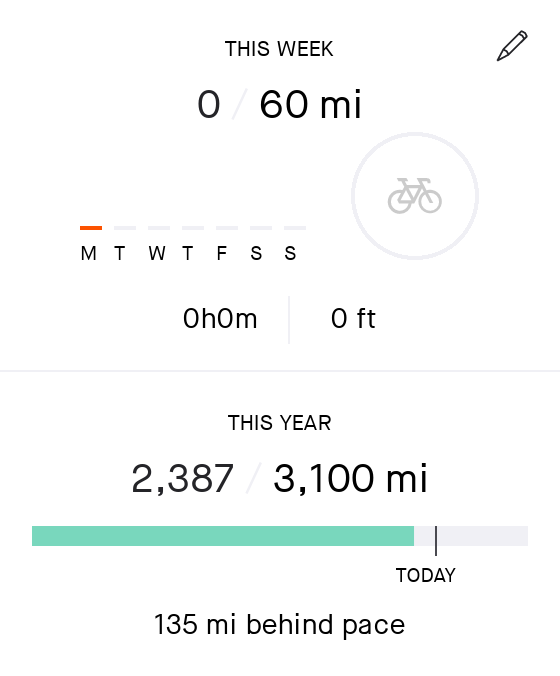 THIS WEEK
0 / 60 mi
M T W T F S S
0h0m 0 ft
THIS YEAR
2,387 / 3,100 mi
TODAY
135 mi behind pace